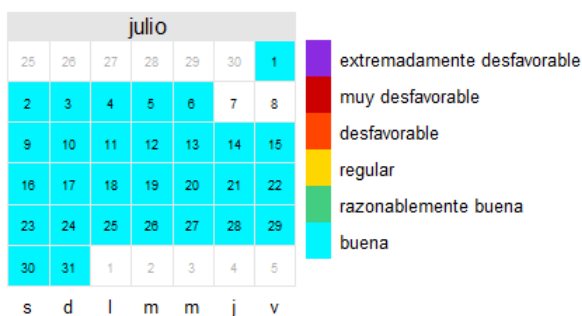 julio
25 26 27 28 29 30 1
2 3 4 5 6 7 8
9 10 11 12 13 14 15
16 17 18 19 20 21 22
23 24 25 26 27 28 29
30 31 1 2 3 4 5
s d l m m j v
extremadamente desfavorable
muy desfavorable
desfavorable
regular
razonablemente buena
buena